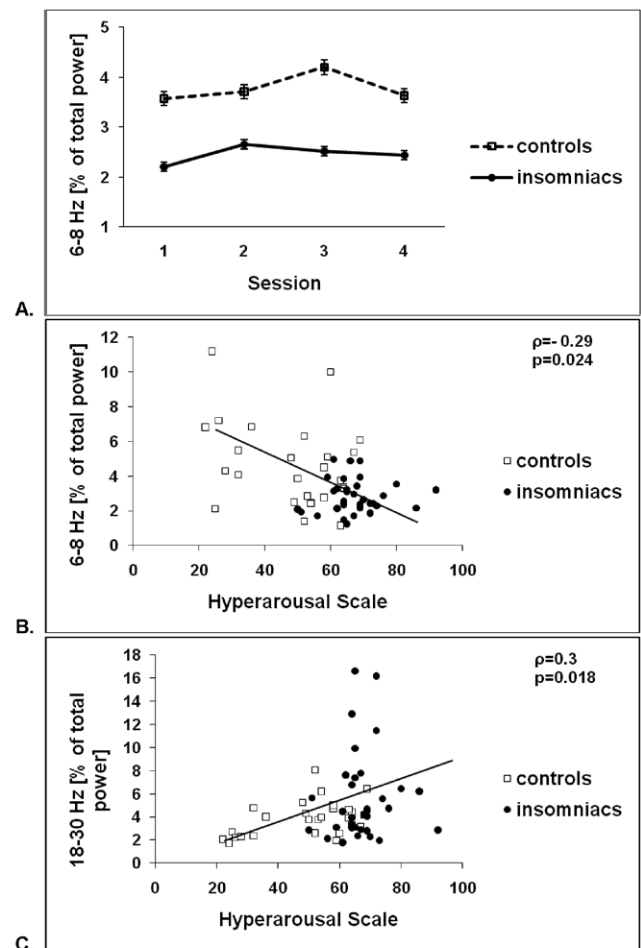 5
4
3
2
1
6-8 Hz [% of total power]
1 2 3 4
Session
controls
insomniacs
A.
12
10
8
6
4
2
0
6-8 Hz [% of total power]
0 20 40 60 80 100
Hyperarousal Scale
ρ=- 0.29
p=0.024
controls
insomniacs
B.
18
16
14
12
10
8
6
4
2
0
18-30 Hz [% of total
power]
0 20 40 60 80 100
Hyperarousal Scale
ρ=0.3
p=0.018
controls
insomniacs
C.